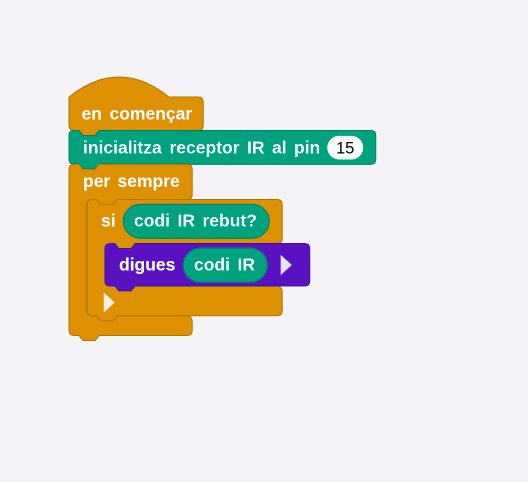 en començar
inicialitza receptor IR al pin 15
per sempre
si codi IR rebut?
digues codi IR